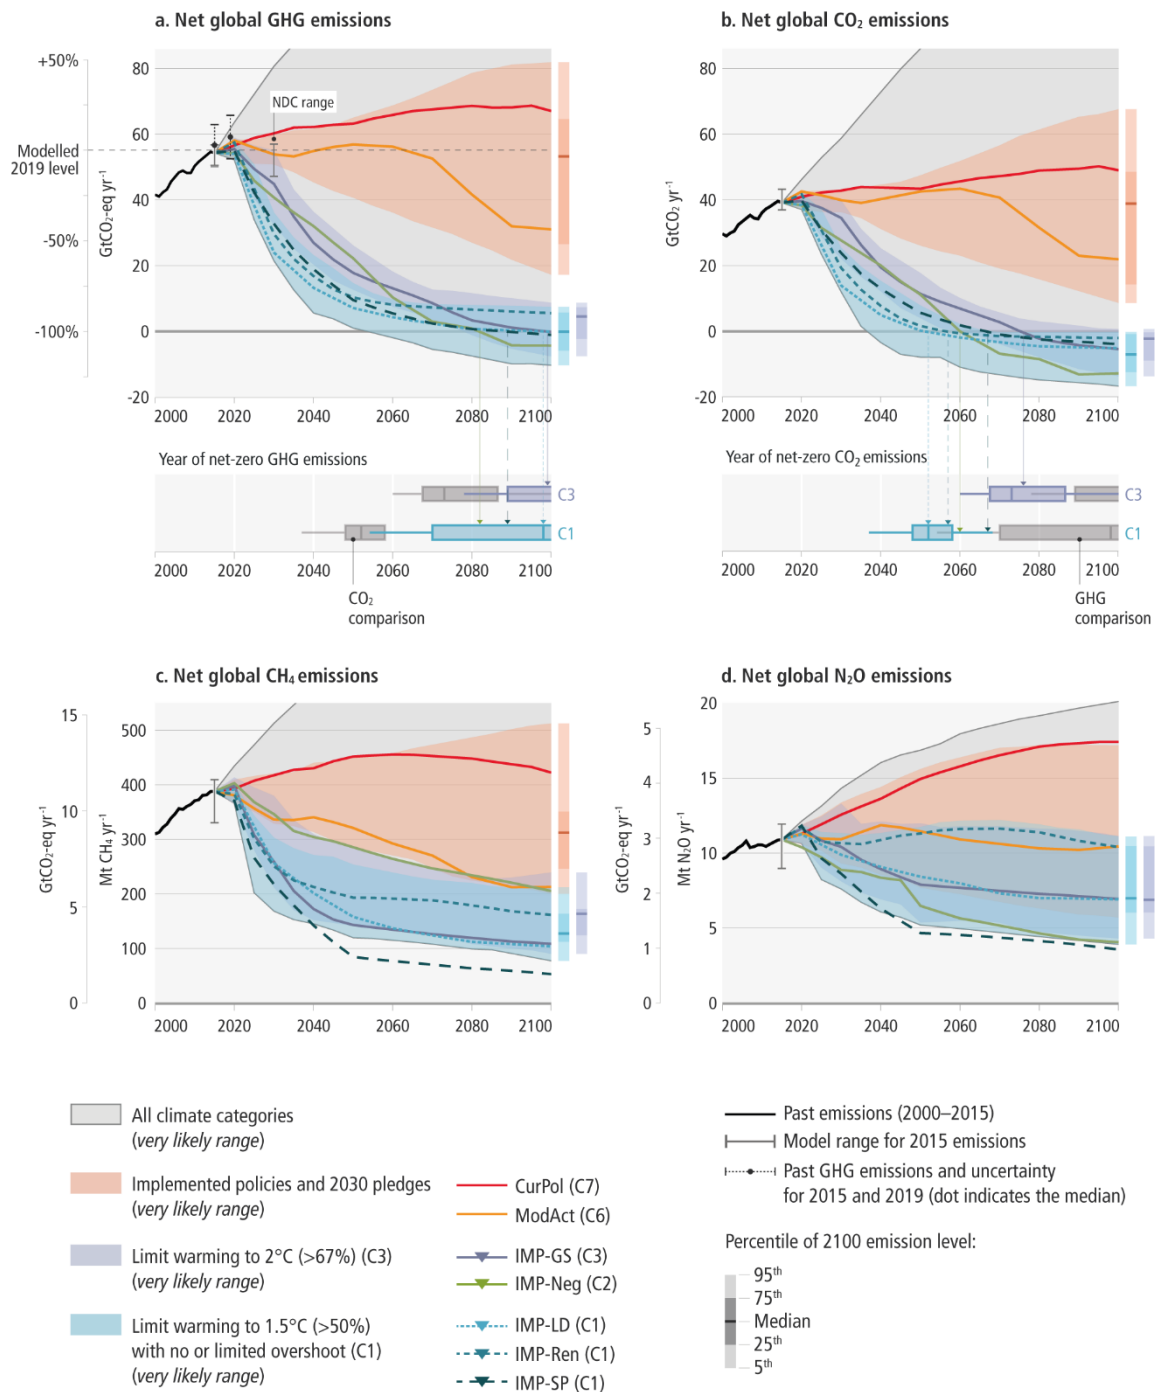 a. Net global GHG emissions
+50%
Modelled
2019 level
-50%
-100%
GtCO₂-eq yr⁻¹
80
60
40
20
0
-20
NDC range
2000 2020 2040 2060 2080 2100
Year of net-zero GHG emissions
C3
C1
2000 2020 2040 2060 2080 2100
CO₂
comparison
b. Net global CO₂ emissions
GtCO₂ yr⁻¹
80
60
40
20
0
-20
2000 2020 2040 2060 2080 2100
Year of net-zero CO₂ emissions
C3
C1
2000 2020 2040 2060 2080 2100
GHG
comparison
c. Net global CH₄ emissions
GtCO₂-eq yr⁻¹
15
10
5
0
Mt CH₄ yr⁻¹
500
400
300
200
100
0
2000 2020 2040 2060 2080 2100
d. Net global N₂O emissions
GtCO₂-eq yr⁻¹
5
4
3
2
1
0
Mt N₂O yr⁻¹
20
15
10
5
0
2000 2020 2040 2060 2080 2100
All climate categories
(very likely range)
Implemented policies and 2030 pledges
(very likely range)
Limit warming to 2°C (>67%) (C3)
(very likely range)
Limit warming to 1.5°C (>50%)
with no or limited overshoot (C1)
(very likely range)
CurPol (C7)
ModAct (C6)
IMP-GS (C3)
IMP-Neg (C2)
IMP-LD (C1)
IMP-Ren (C1)
IMP-SP (C1)
Past emissions (2000–2015)
Model range for 2015 emissions
Past GHG emissions and uncertainty
for 2015 and 2019 (dot indicates the median)
Percentile of 2100 emission level:
95ᵗʰ
75ᵗʰ
Median
25ᵗʰ
5ᵗʰ